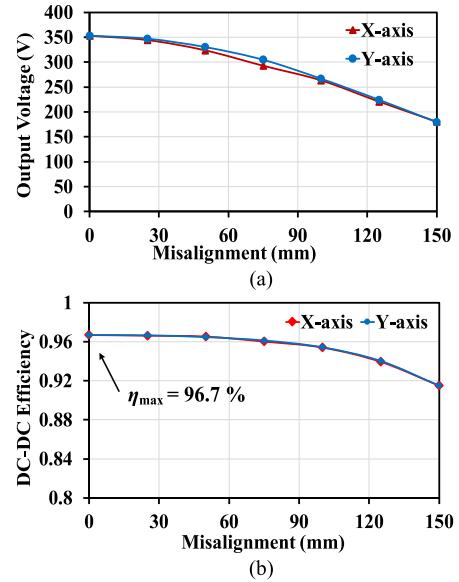 (a)
400
350
300
250
200
150
100
50
0
Output Voltage (V)
X-axis
Y-axis
0 30 60 90 120 150
Misalignment (mm)
(a)
1
0.96
0.92
0.88
0.84
0.8
DC-DC Efficiency
X-axis Y-axis
ηmax = 96.7 %
0 30 60 90 120 150
Misalignment (mm)
(b)